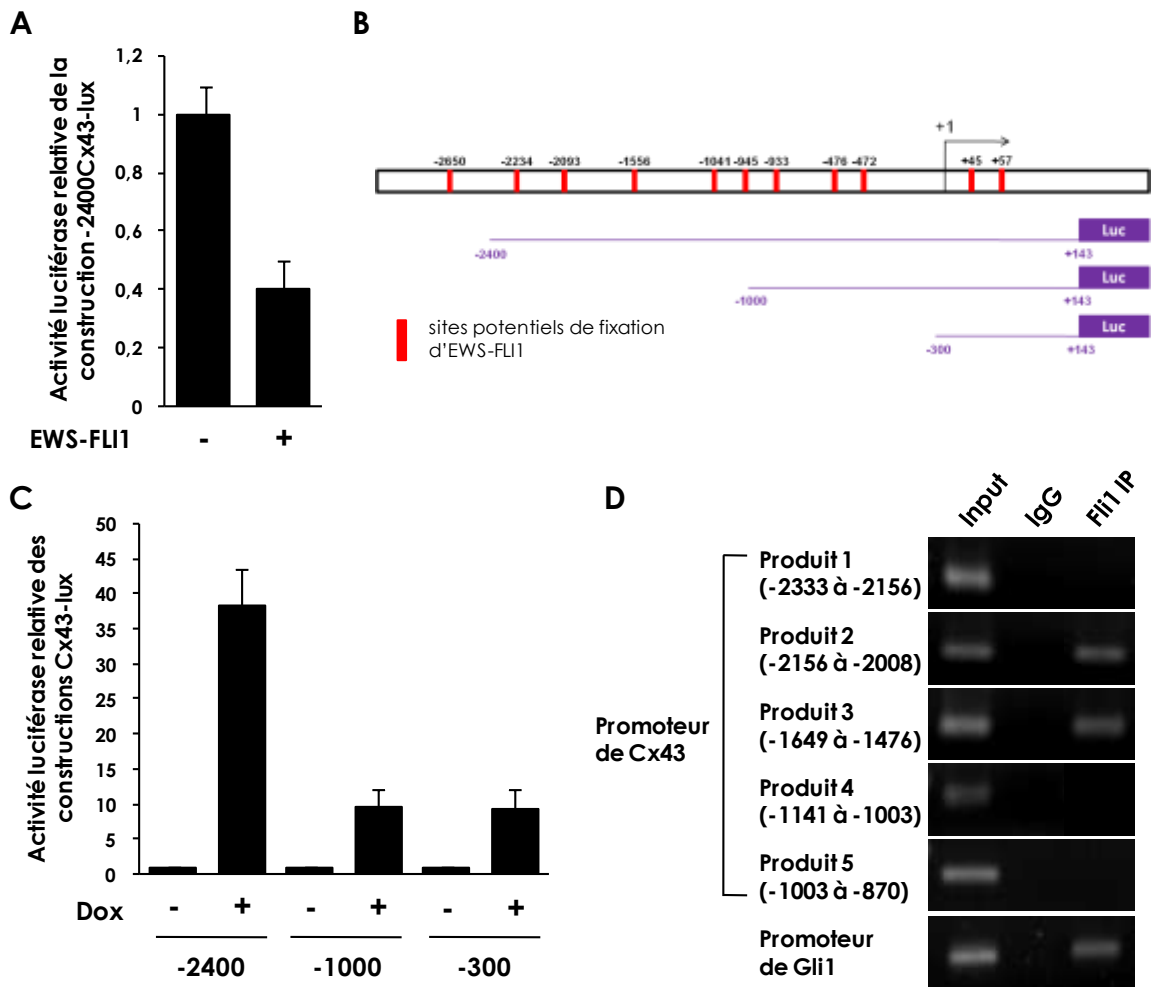 A
Activité luciférase relative de la
construction -2400Cx43-lux
1,2
1
0,8
0,6
0,4
0,2
0
EWS-FLI1
-
+
B
+1
-2650
-2234
-2093
-1556
-1041
-945
-933
-476
-472
+45
+57
Luc
-2400
+143
Luc
-1000
+143
Luc
-300
+143
sites potentiels de fixation
d'EWS-FLI1
C
Activité luciférase relative des
constructions Cx43-lux
50
45
40
35
30
25
20
15
10
5
0
Dox
-
+
-
+
-
+
-2400
-1000
-300
D
Input
IgG
Fli1 IP
Promoteur
de Cx43
Produit 1
(-2333 à -2156)
Produit 2
(-2156 à -2008)
Produit 3
(-1649 à -1476)
Produit 4
(-1141 à -1003)
Produit 5
(-1003 à -870)
Promoteur
de Gli1